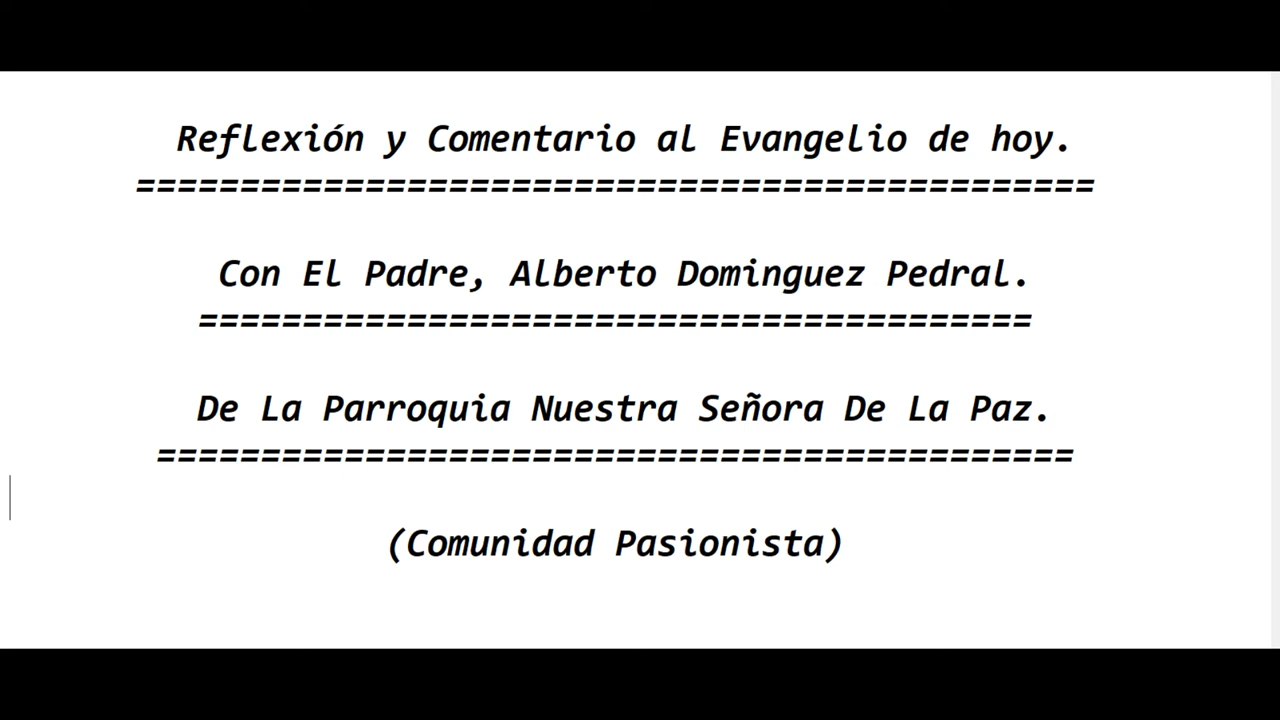 Reflexión y Comentario al Evangelio de hoy.
==============================================
Con El Padre, Alberto Dominguez Pedral.
========================================
De La Parroquia Nuestra Señora De La Paz.
============================================
(Comunidad Pasionista)